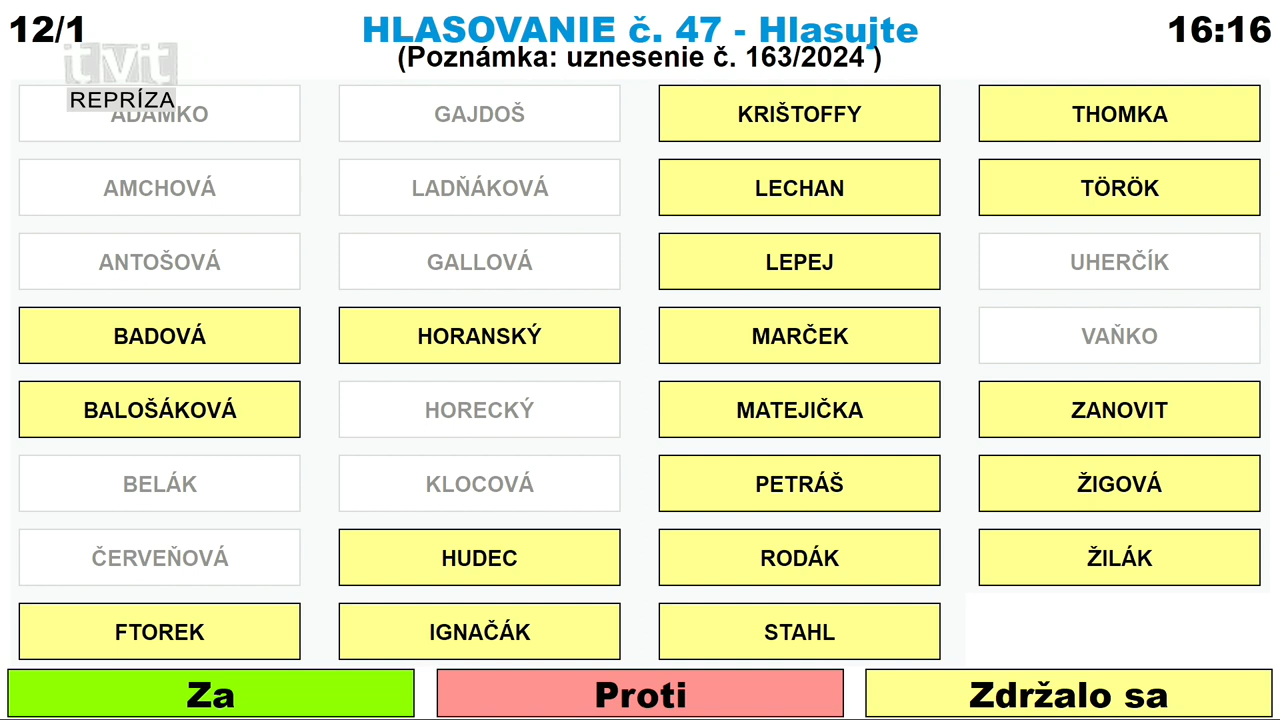 12/1
HLASOVANIE č. 47 - Hlasujte
16:16
(Poznámka: uznesenie č. 163/2024 )
tvit
REPRÍZA
ADAMKO GAJDOŠ KRIŠTOFFY THOMKA
AMCHOVÁ LADŇÁKOVÁ LECHAN TÖRÖK
ANTOŠOVÁ GALLOVÁ LEPEJ UHERČÍK
BADOVÁ HORANSKÝ MARČEK VAŇKO
BALOŠÁKOVÁ HORECKÝ MATEJIČKA ZANOVIT
BELÁK KLOCOVÁ PETRÁŠ ŽIGOVÁ
ČERVEŇOVÁ HUDEC RODÁK ŽILÁK
FTOREK IGNAČÁK STAHL
Za Proti Zdržalo sa